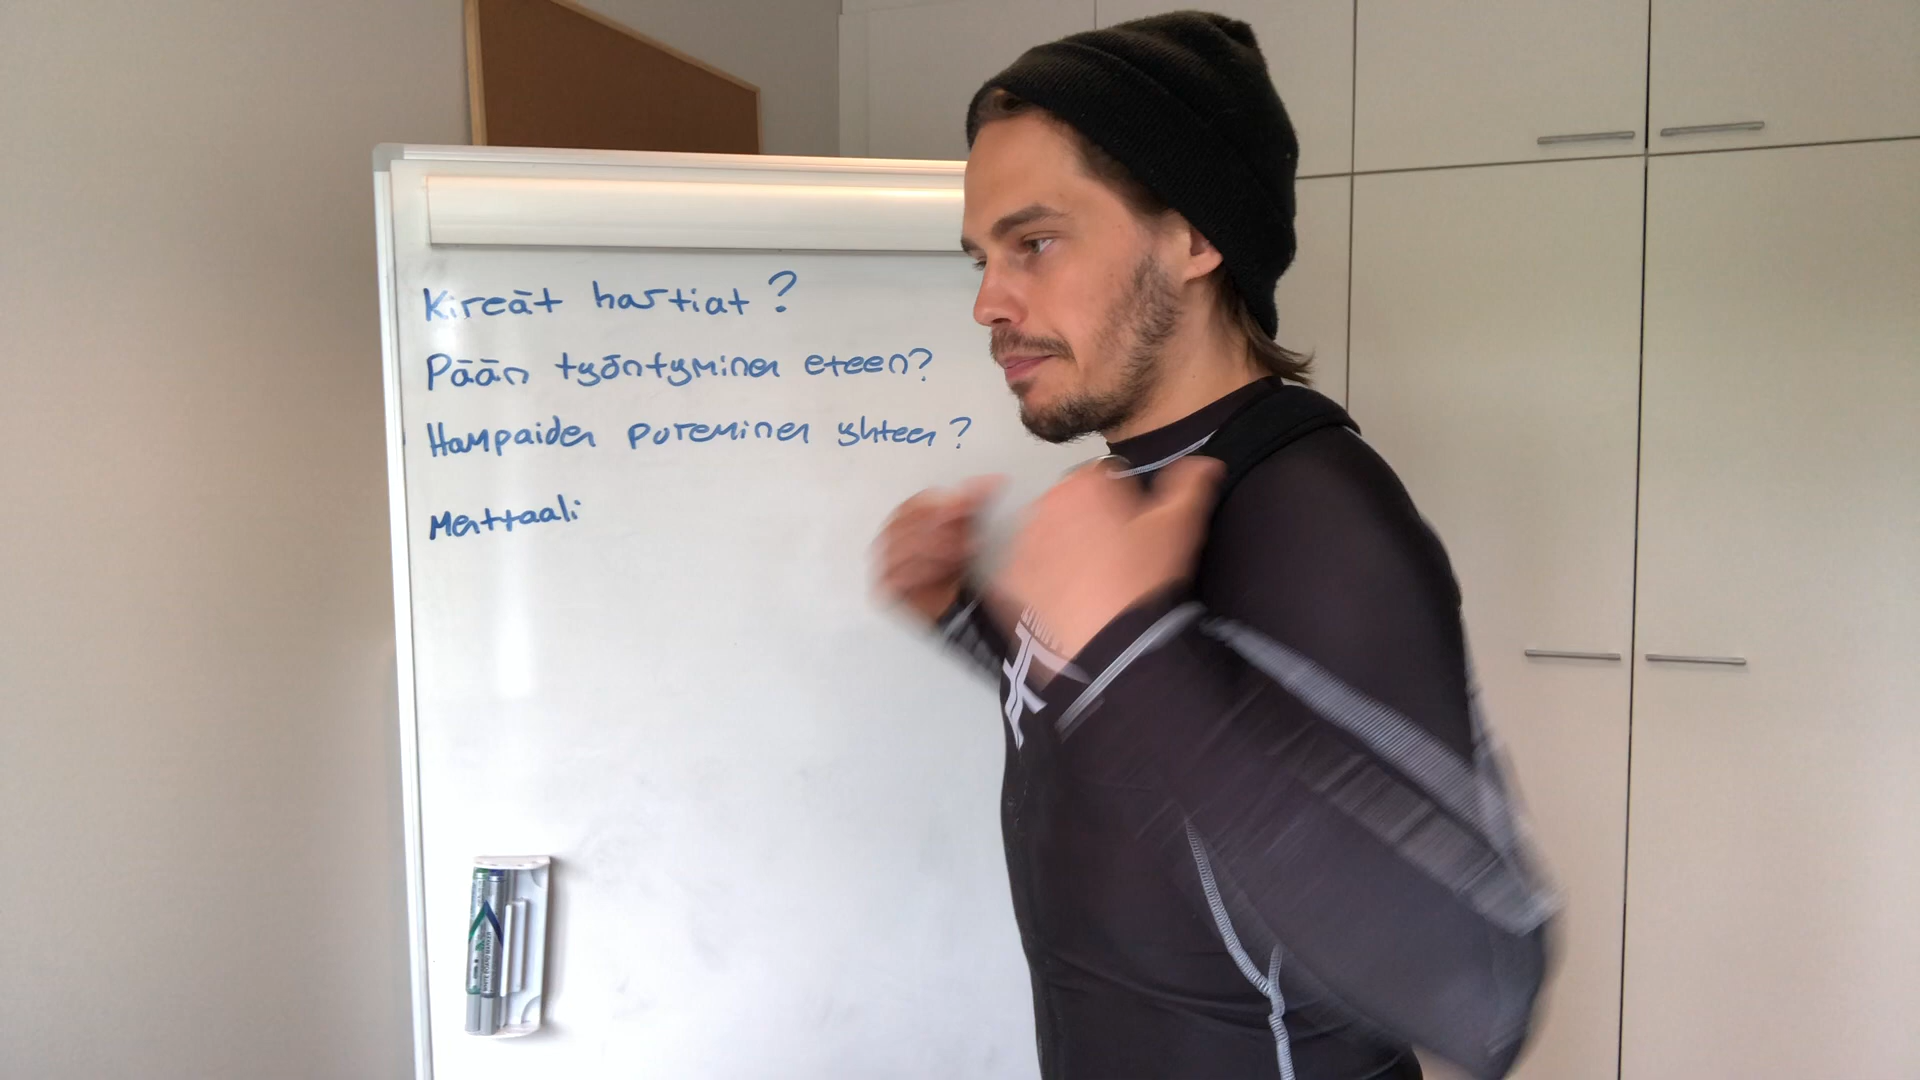 Kireät hartiat?
Pään työntyminen eteen?
Hampaiden pureminen yhteen?
Mentaali